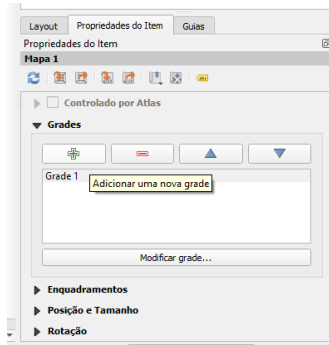 Layout Propriedades do Item Guias
Propriedades do Item
Mapa 1
Controlado por Atlas
Grades
Grade 1
Adicionar uma nova grade
Modificar grade...
Enquadramentos
Posição e Tamanho
Rotação